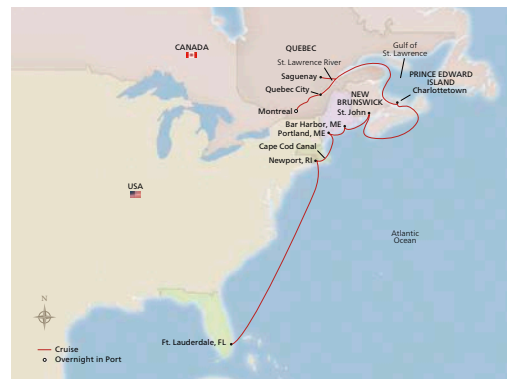 CANADA
QUEBEC
Gulf of
St. Lawrence
St. Lawrence River
Saguenay
PRINCE EDWARD
ISLAND
Charlottetown
Quebec City
NEW
BRUNSWICK
Montreal
St. John
Bar Harbor, ME
Portland, ME
Cape Cod Canal
Newport, RI
USA
Atlantic
Ocean
N
Ft. Lauderdale, FL
Cruise
Overnight in Port